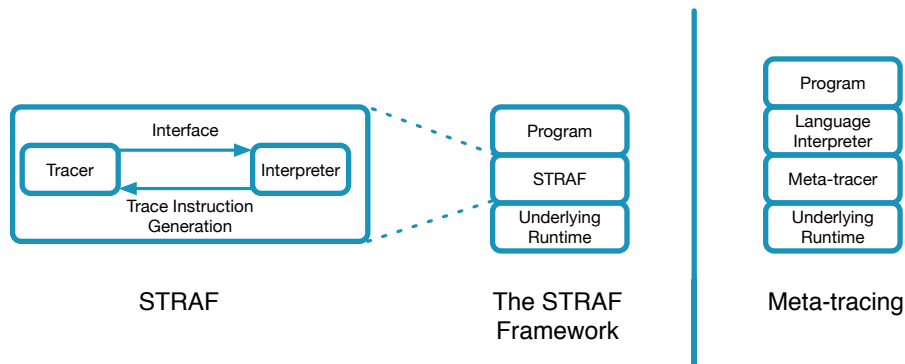 Interface
Tracer
Interpreter
Trace Instruction
Generation
STRAF
Program
STRAF
Underlying
Runtime
The STRAF
Framework
Program
Language
Interpreter
Meta-tracer
Underlying
Runtime
Meta-tracing